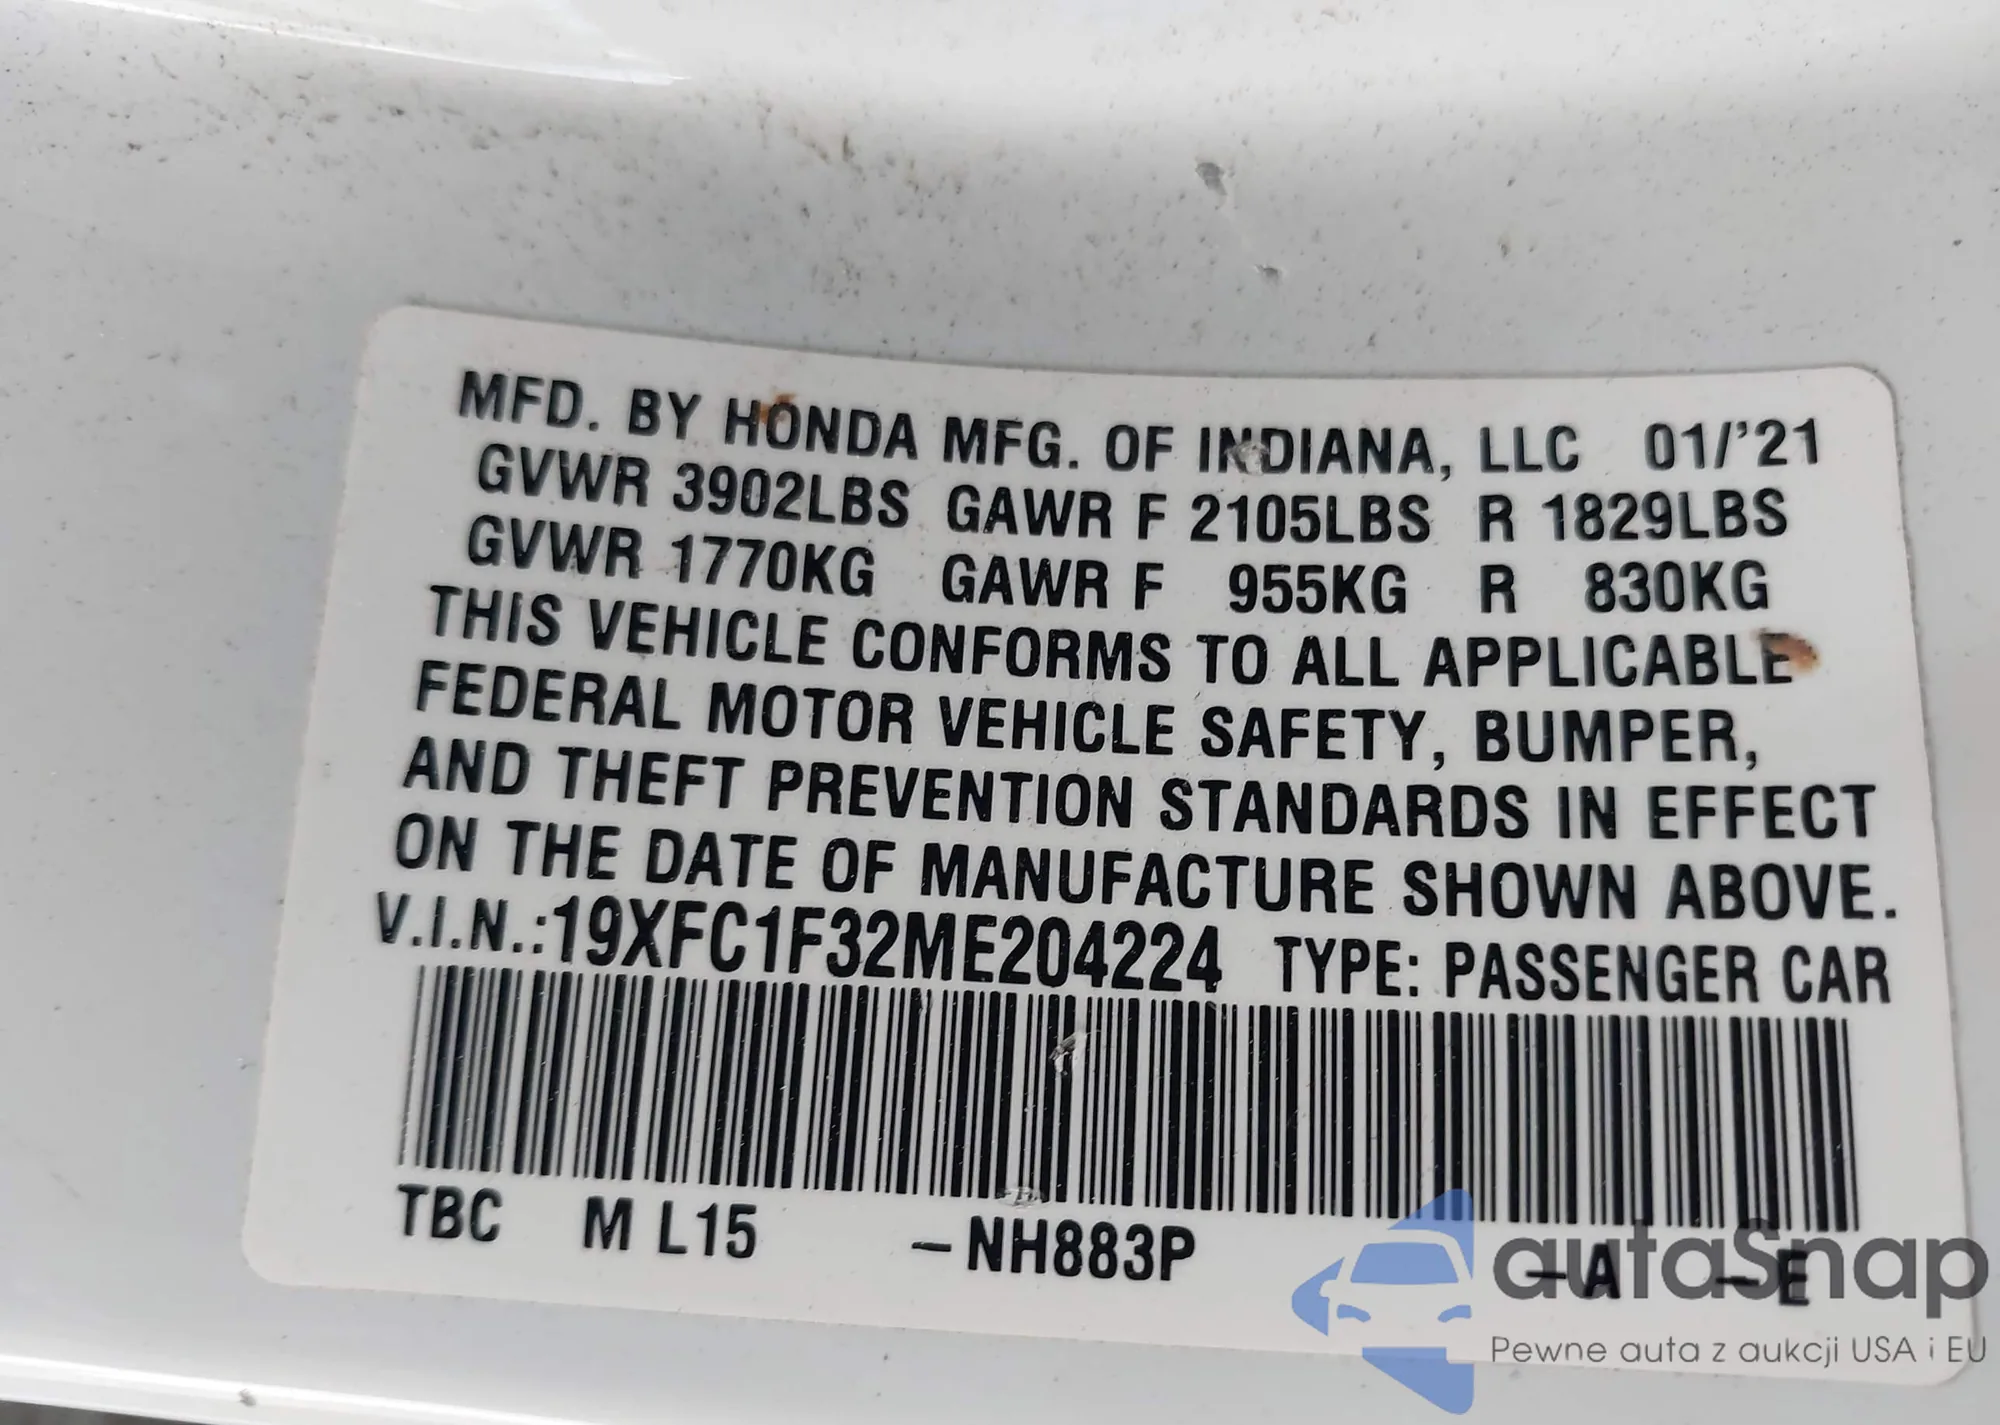 MFD. BY HONDA MFG. OF INDIANA, LLC 01/'21
GVWR 3902LBS GAWR F 2105LBS R 1829LBS
GVWR 1770KG GAWR F 955KG R 830KG
THIS VEHICLE CONFORMS TO ALL APPLICABLE
FEDERAL MOTOR VEHICLE SAFETY, BUMPER,
AND THEFT PREVENTION STANDARDS IN EFFECT
ON THE DATE OF MANUFACTURE SHOWN ABOVE.
V.I.N.:19XFC1F32ME204224 TYPE: PASSENGER CAR
TBC M L15 –NH883P –A –E
autaSnap
Pewne auta z aukcji USA i EU